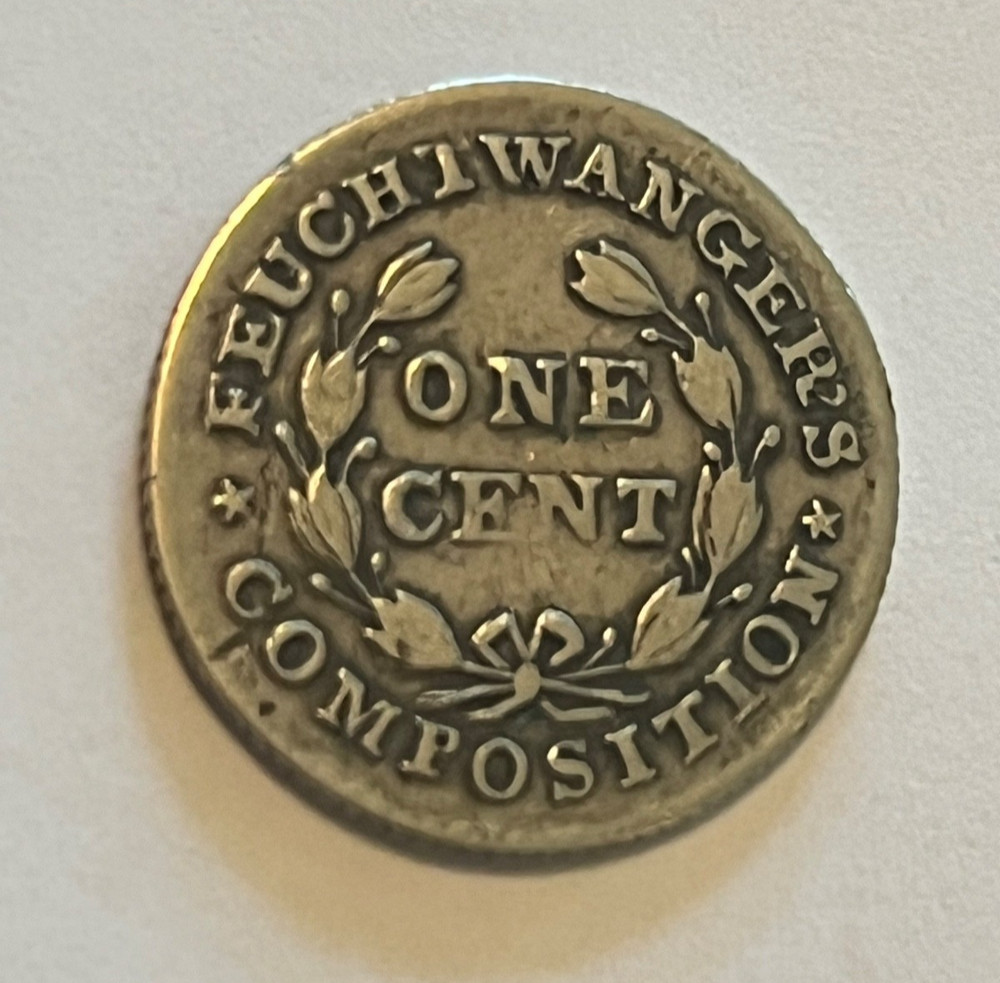 FEUCHTWANGER'S
ONE
CENT
★ COMPOSITION ★